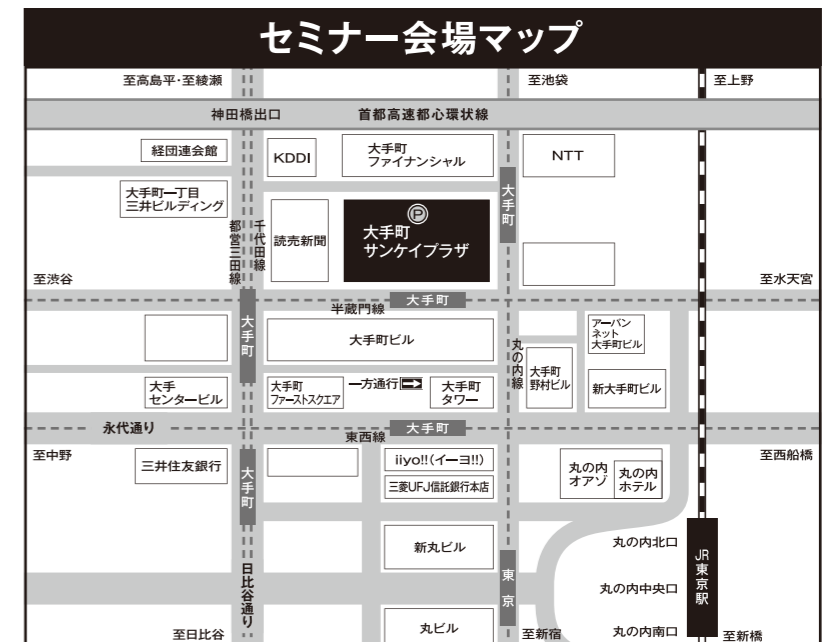 セミナー会場マップ
至高島平・至綾瀬
至池袋
至上野
神田橋出口
首都高速都心環状線
経団連会館
KDDI
大手町
ファイナンシャル
NTT
大手町一丁目
三井ビルディング
都営三田線
千代田線
読売新聞
P
大手町
サンケイプラザ
大手町
至渋谷
至水天宮
大手町
半蔵門線
大手町
大手町ビル
丸の内線
アーバン
ネット
大手町ビル
大手町
野村ビル
新大手町ビル
大手
センタービル
大手町
ファーストスクエア
一方通行
大手町
タワー
永代通り
大手町
東西線
至中野
至西船橋
三井住友銀行
大手町
iiyo!!(イーヨ!!)
三菱UFJ信託銀行本店
丸の内
オアゾ
丸の内
ホテル
新丸ビル
丸の内北口
JR東京駅
日比谷通り
東京
丸の内中央口
至日比谷
丸ビル
至新宿
丸の内南口
至新橋